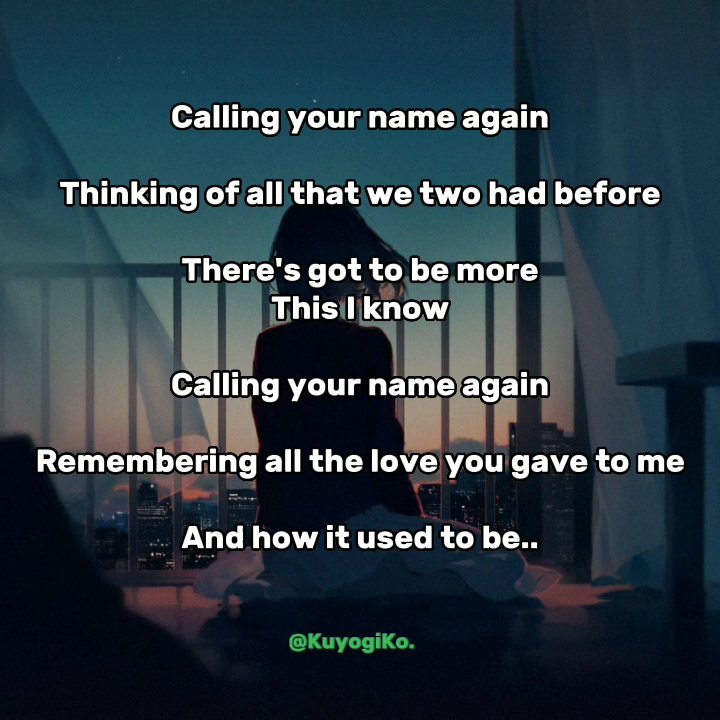 Calling your name again
Thinking of all that we two had before
There's got to be more
This I know
Calling your name again
Remembering all the love you gave to me
And how it used to be..
@KuyogiKo.